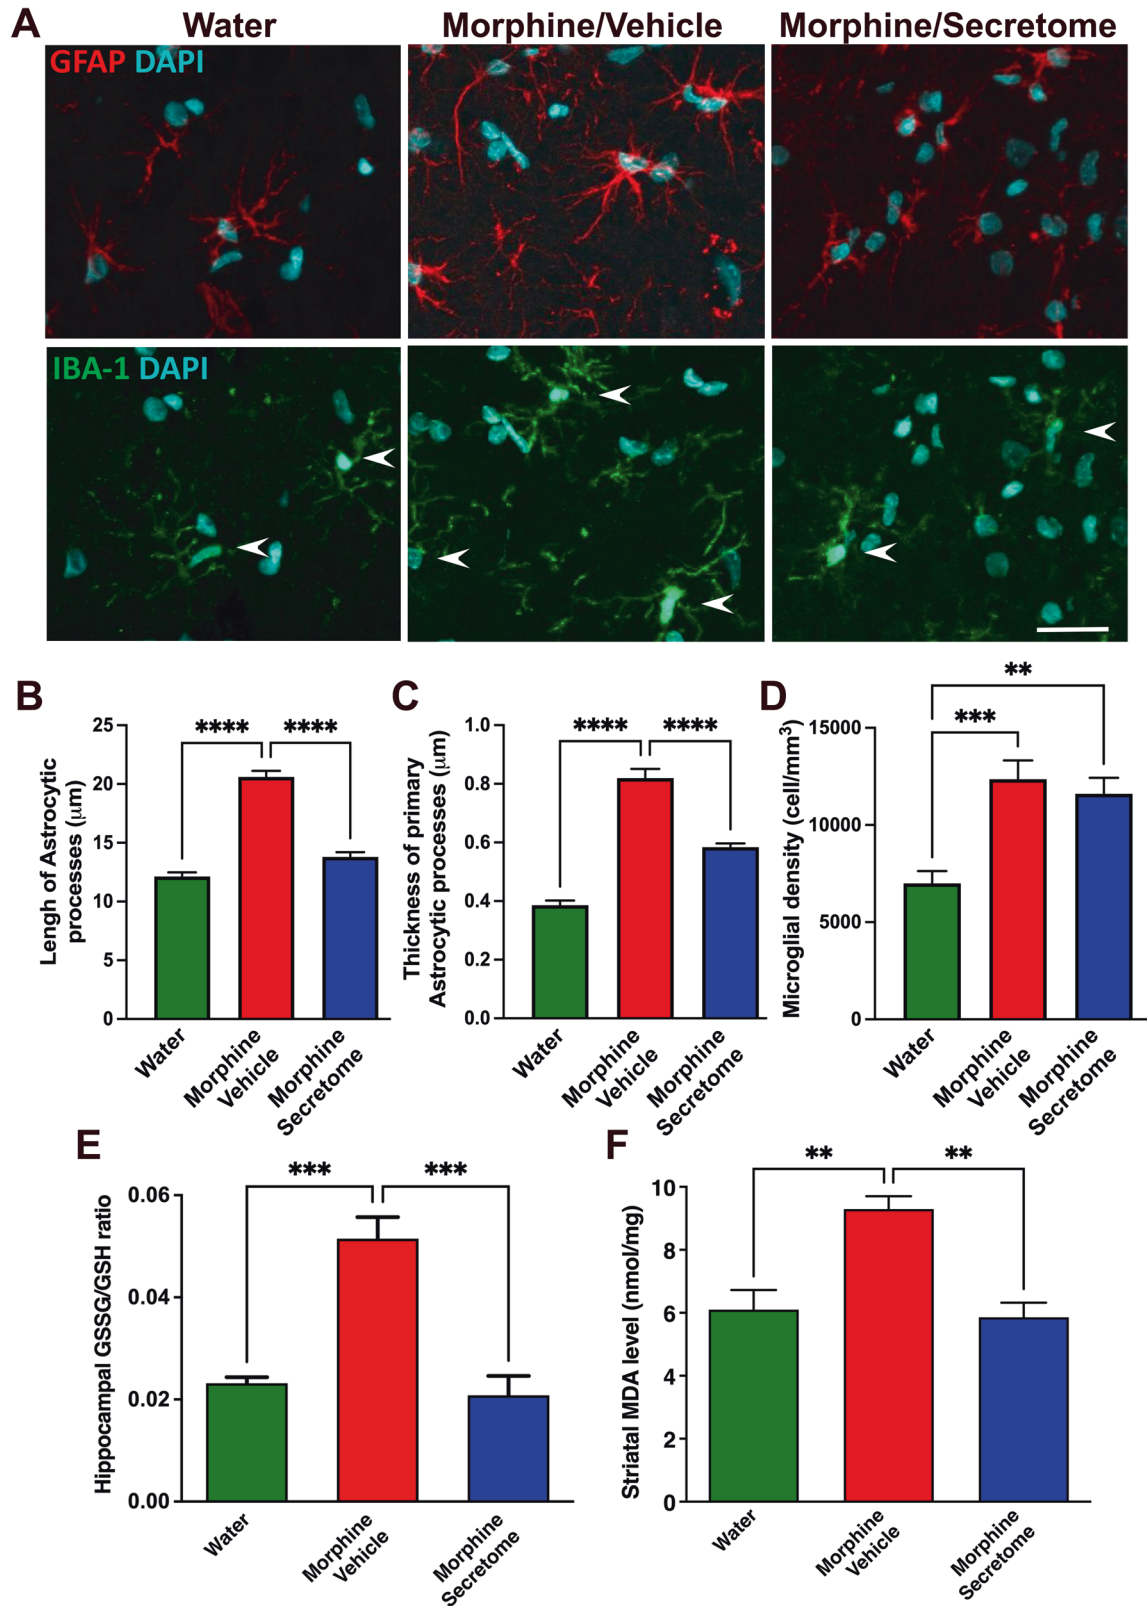 A
Water
Morphine/Vehicle
Morphine/Secretome
GFAP DAPI
IBA-1 DAPI
B
Lengh of Astrocytic
processes (μm)
25
20
15
10
5
0
****
****
Water
Morphine
Vehicle
Morphine
Secretome
C
Thickness of primary
Astrocytic processes (μm)
1.0
0.8
0.6
0.4
0.2
0.0
****
****
Water
Morphine
Vehicle
Morphine
Secretome
D
Microglial density (cell/mm³)
15000
10000
5000
0
**
***
Water
Morphine
Vehicle
Morphine
Secretome
E
Hippocampal GSSG/GSH ratio
0.06
0.04
0.02
0.00
***
***
Water
Morphine
Vehicle
Morphine
Secretome
F
Striatal MDA level (nmol/mg)
10
8
6
4
2
0
**
**
Water
Morphine
Vehicle
Morphine
Secretome